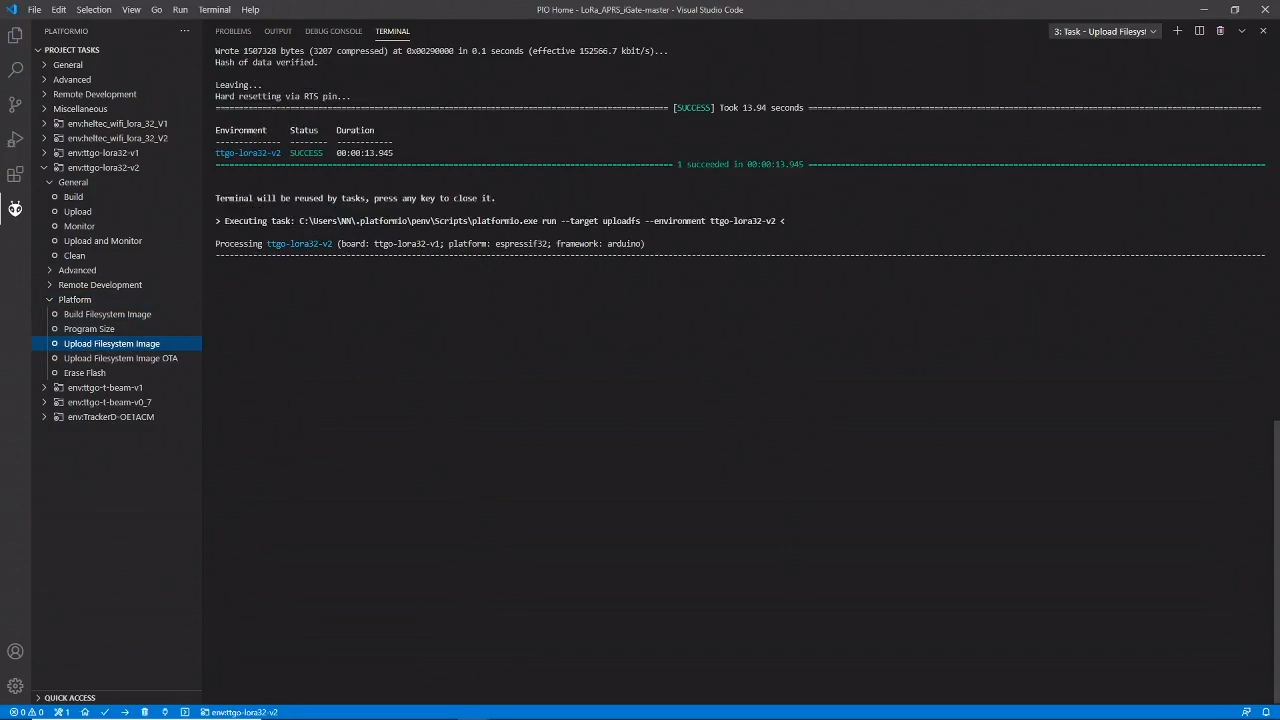 File Edit Selection View Go Run Terminal Help
PIO Home - LoRa_APRS_iGate-master - Visual Studio Code
PLATFORMIO
PROJECT TASKS
General
Advanced
Remote Development
Miscellaneous
env:heltec_wifi_lora_32_V1
env:heltec_wifi_lora_32_V2
env:ttgo-lora32-v1
env:ttgo-lora32-v2
General
Build
Upload
Monitor
Upload and Monitor
Clean
Advanced
Remote Development
Platform
Build Filesystem Image
Program Size
Upload Filesystem Image
Upload Filesystem Image OTA
Erase Flash
env:ttgo-t-beam-v1
env:ttgo-t-beam-v0_7
env:TrackerD-OETACM
QUICK ACCESS
PROBLEMS OUTPUT DEBUG CONSOLE TERMINAL
3: Task - Upload Filesyst
Wrote 1507328 bytes (3207 compressed) at 0x00290000 in 0.1 seconds (effective 152566.7 kbit/s)...
Hash of data verified.
Leaving...
Hard resetting via RTS pin...
[SUCCESS] Took 13.94 seconds
Environment Status Duration
ttgo-lora32-v2 SUCCESS 00:00:13.945
1 succeeded in 00:00:13.945
Terminal will be reused by tasks, press any key to close it.
> Executing task: C:\Users\NN\.platformio\penv\Scripts\platformio.exe run --target uploadfs --environment ttgo-lora32-v2 <
Processing ttgo-lora32-v2 (board: ttgo-lora32-v1; platform: espressif32; framework: arduino)
0 0 1 env:ttgo-lora32-v2